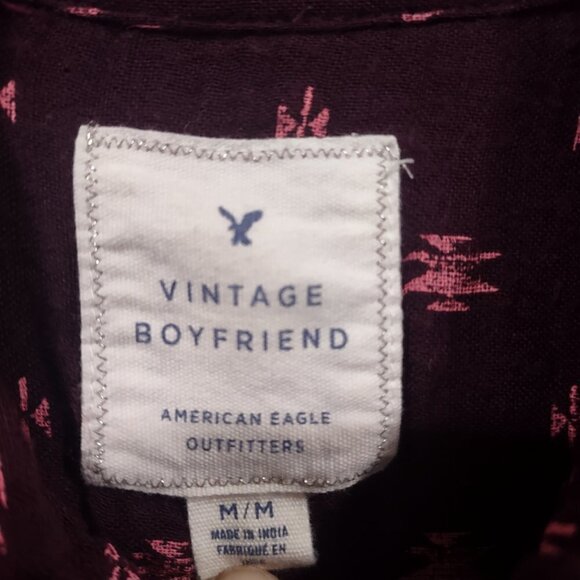 VINTAGE
BOYFRIEND
AMERICAN EAGLE
OUTFITTERS
M/M
MADE IN INDIA
FABRIQUÉ EN